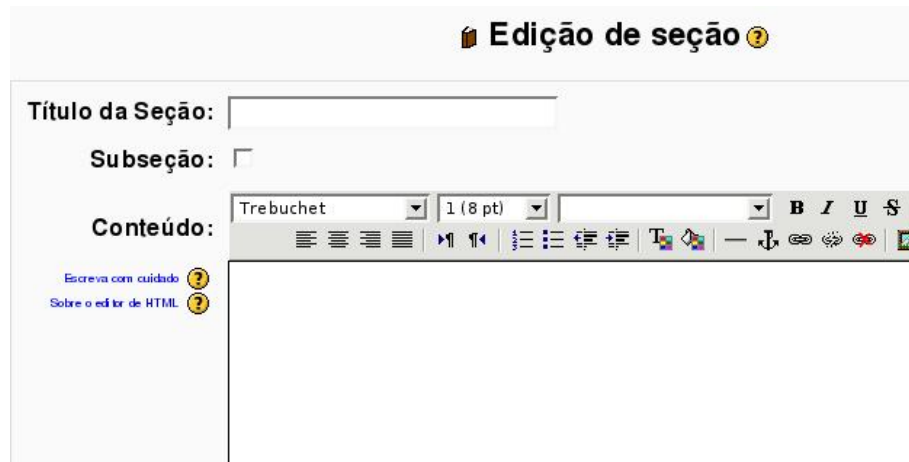 Edição de seção
Título da Seção:
Subseção:
Conteúdo:
Trebuchet 1 (8 pt) B I U S
Escreva com cuidado
Sobre o editor de HTML